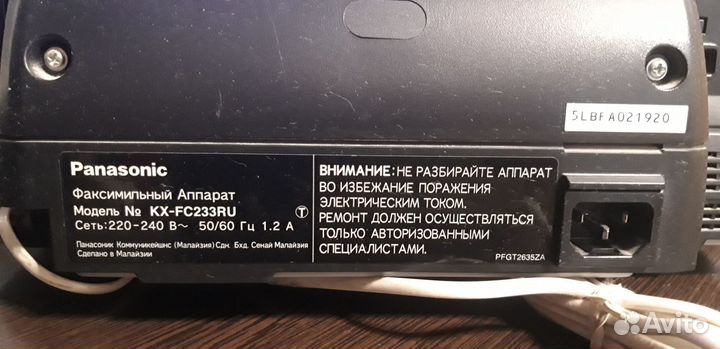 5LBFA021920
Panasonic
Факсимильный Аппарат
Модель № KX-FC233RU
Сеть:220-240 В~ 50/60 Гц 1.2 А
Т
Панасоник Коммуникейшнс (Малайзия) Сдн. Бхд. Сенай Малайзия
Сделано в Малайзии
ВНИМАНИЕ: НЕ РАЗБИРАЙТЕ АППАРАТ
ВО ИЗБЕЖАНИЕ ПОРАЖЕНИЯ
ЭЛЕКТРИЧЕСКИМ ТОКОМ.
РЕМОНТ ДОЛЖЕН ОСУЩЕСТВЛЯТЬСЯ
ТОЛЬКО АВТОРИЗОВАННЫМИ
СПЕЦИАЛИСТАМИ.
PFGT2635ZA
Avito